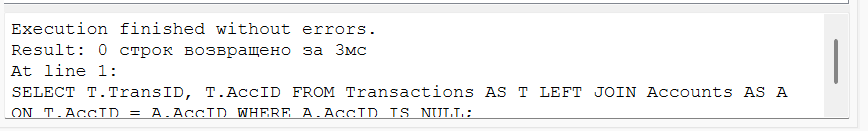 Execution finished without errors.
Result: 0 строк возвращено за 3мс
At line 1:
SELECT T.TransID, T.AccID FROM Transactions AS T LEFT JOIN Accounts AS A
ON T.AccID = A.AccID WHERE A.AccID IS NULL;